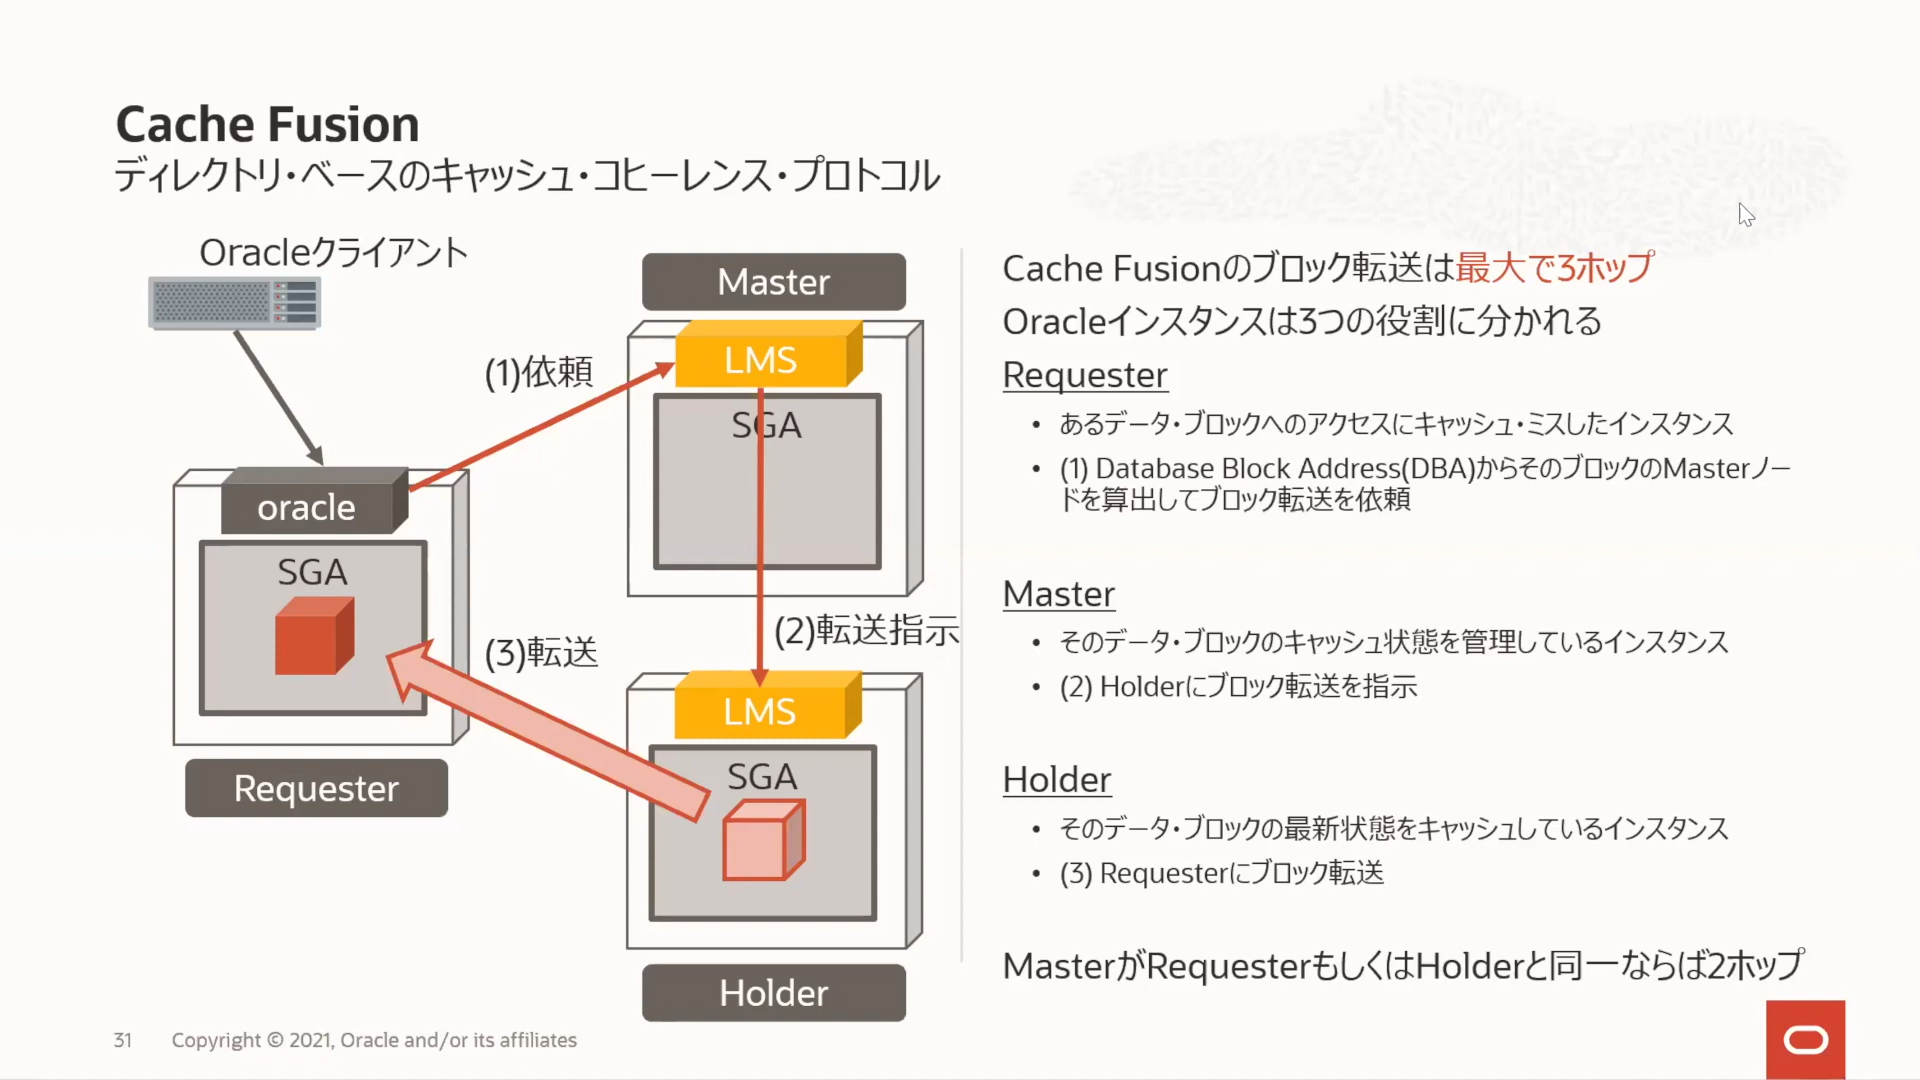 Cache Fusion
ディレクトリ・ベースのキャッシュ・コヒーレンス・プロトコル
Oracleクライアント
Master
LMS
SGA
(1)依頼
oracle
SGA
(3)転送
(2)転送指示
LMS
SGA
Requester
Holder
Cache Fusionのブロック転送は最大で3ホップ
Oracleインスタンスは3つの役割に分かれる
Requester
• あるデータ・ブロックへのアクセスにキャッシュ・ミスしたインスタンス
• (1) Database Block Address(DBA)からそのブロックのMasterノー
ドを算出してブロック転送を依頼
Master
• そのデータ・ブロックのキャッシュ状態を管理しているインスタンス
• (2) Holderにブロック転送を指示
Holder
• そのデータ・ブロックの最新状態をキャッシュしているインスタンス
• (3) Requesterにブロック転送
MasterがRequesterもしくはHolderと同一ならば2ホップ
31 Copyright © 2021, Oracle and/or its affiliates